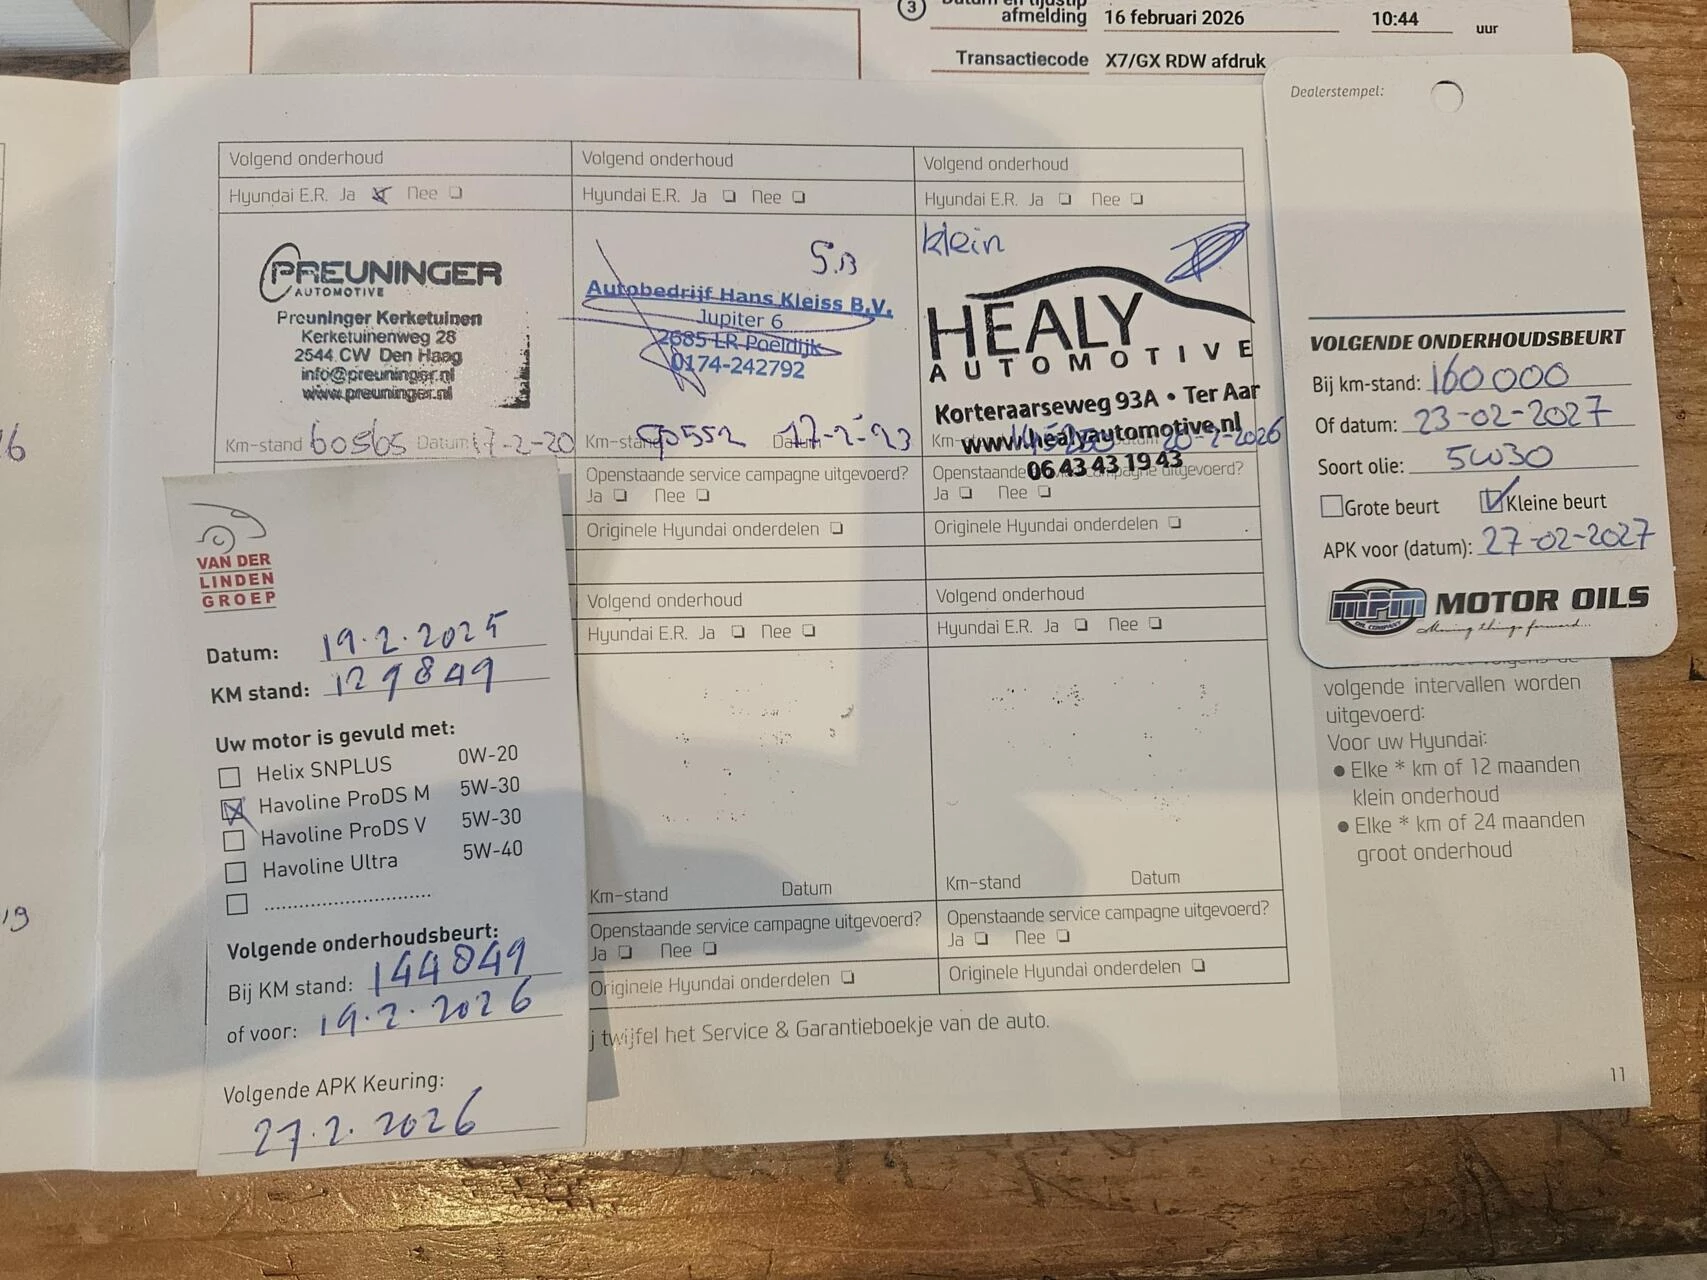 3
Datum en tijdstip
afmelding 16 februari 2026 10:44 uur
Transactiecode X7/GX RDW afdruk
Volgend onderhoud
Hyundai E.R. Ja Nee
PREUNINGER
AUTOMOTIVE
Preuninger Kerketuinen
Kerketuinenweg 28
2544 CW Den Haag
info@preuninger.nl
www.preuninger.nl
Km-stand 60565 Datum 17-2-20
Volgend onderhoud
Hyundai E.R. Ja Nee
S.B
Autobedrijf Hans Kleiss B.V.
Jupiter 6
2685 LR Poeldijk
0174-242792
Km-stand Datum 17-2-'23
Openstaande service campagne uitgevoerd?
Ja Nee
Originele Hyundai onderdelen
Volgend onderhoud
Hyundai E.R. Ja Nee
klein
HEALY
AUTOMOTIVE
Korteraarseweg 93A • Ter Aar
www.healyautomotive.nl
06 43 43 19 43
20-2-2026
Openstaande campagne uitgevoerd?
Ja Nee
Originele Hyundai onderdelen
Volgend onderhoud
Hyundai E.R. Ja Nee
Km-stand Datum
Openstaande service campagne uitgevoerd?
Ja Nee
Originele Hyundai onderdelen
Volgend onderhoud
Hyundai E.R. Ja Nee
Km-stand Datum
Openstaande service campagne uitgevoerd?
Ja Nee
Originele Hyundai onderdelen
j twijfel het Service & Garantieboekje van de auto.
VAN DER
LINDEN
GROEP
Datum: 19.2.2025
KM stand: 129849
Uw motor is gevuld met:
Helix SNPLUS 0W-20
Havoline ProDS M 5W-30
Havoline ProDS V 5W-30
Havoline Ultra 5W-40
..............................
Volgende onderhoudsbeurt:
Bij KM stand: 144849
of voor: 19.2.2026
Volgende APK Keuring:
27.2.2026
Dealerstempel:
VOLGENDE ONDERHOUDSBEURT
Bij km-stand: 160000
Of datum: 23-02-2027
Soort olie: 5W30
Grote beurt Kleine beurt
APK voor (datum): 27-02-2027
MPM MOTOR OILS
OIL COMPANY
Moving things forward...
volgende intervallen worden
uitgevoerd:
Voor uw Hyundai:
● Elke * km of 12 maanden
klein onderhoud
● Elke * km of 24 maanden
groot onderhoud
11